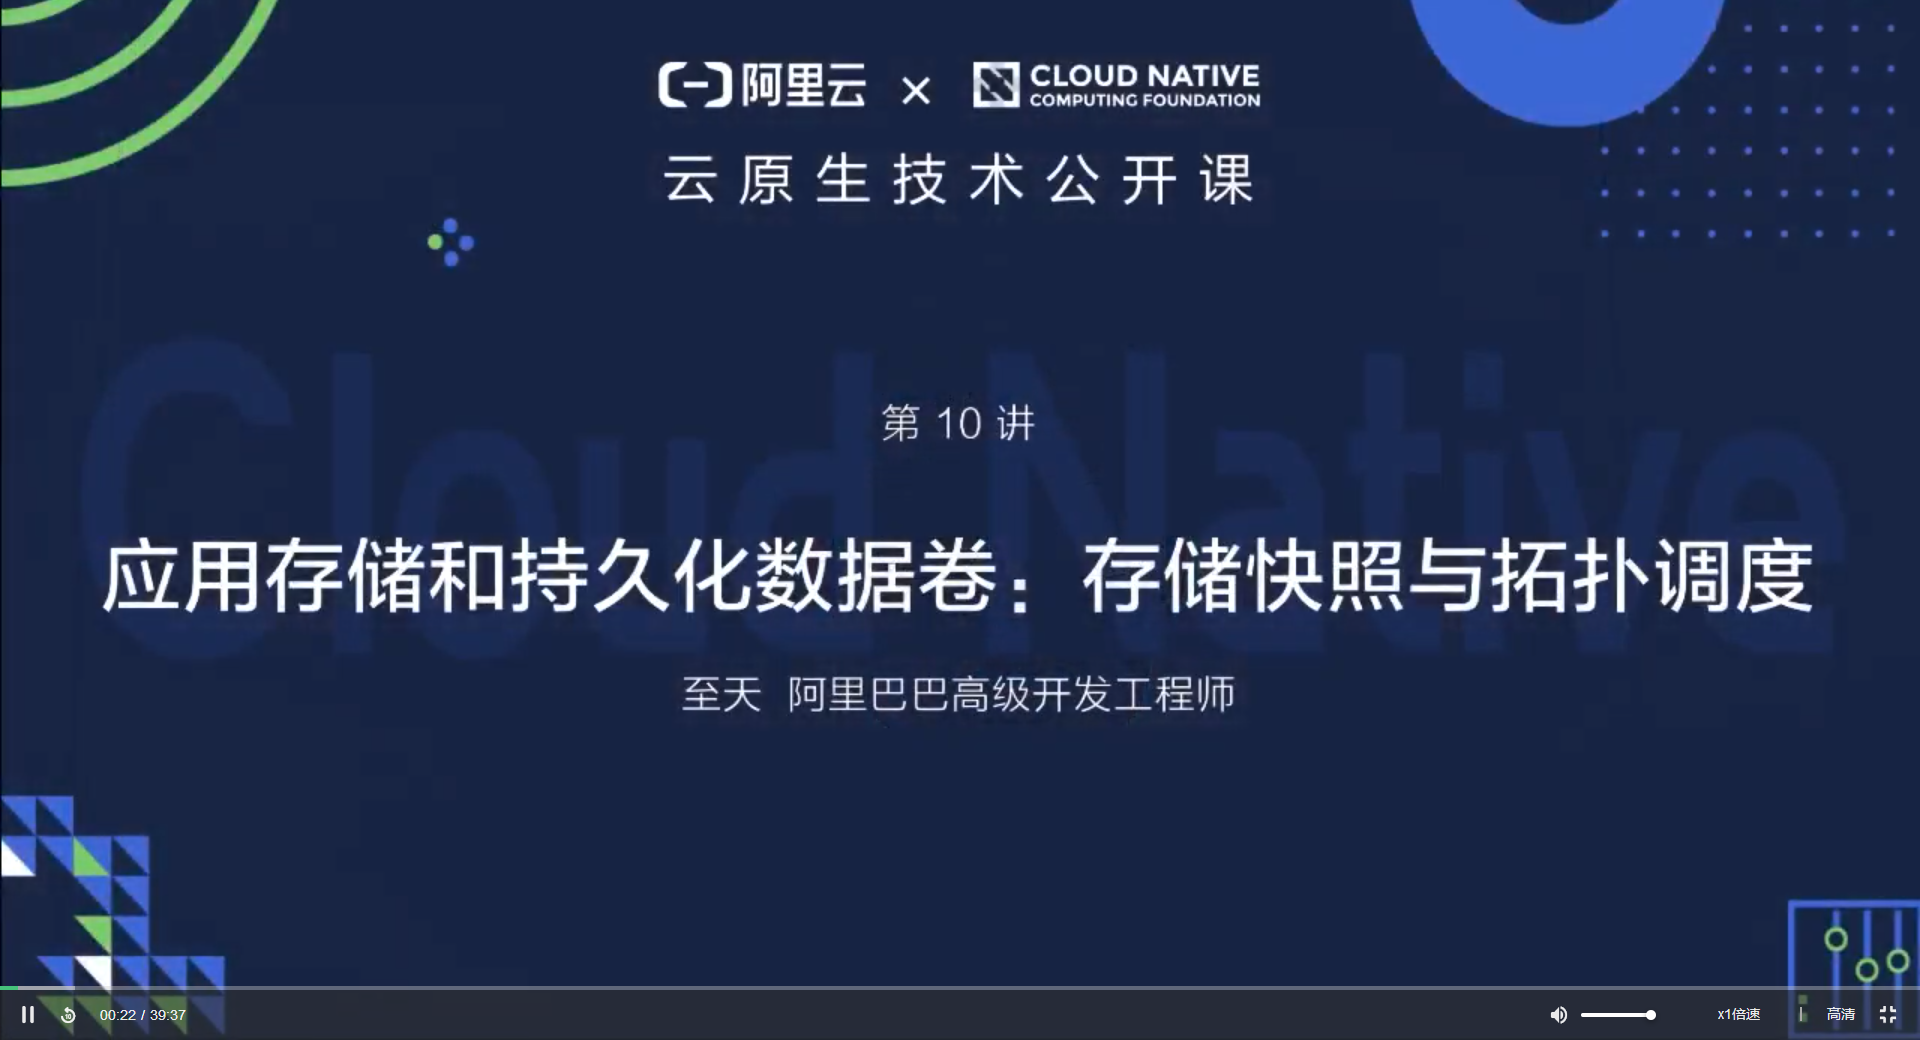 阿里云 × CLOUD NATIVE
COMPUTING FOUNDATION
云原生技术公开课
Cloud Native
第 10 讲
应用存储和持久化数据卷：存储快照与拓扑调度
至天 阿里巴巴高级开发工程师
10
00:22 / 39:37
x1倍速
高清